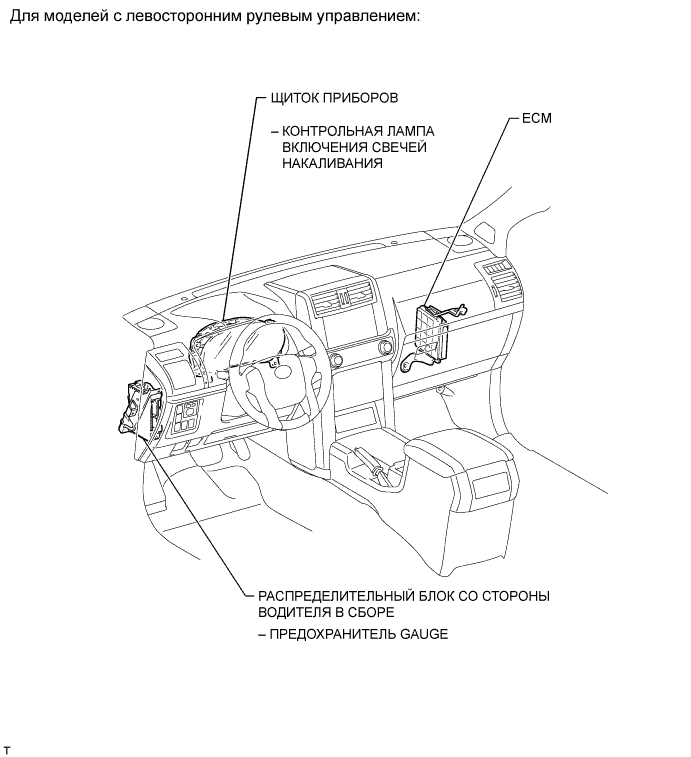 Для моделей с левосторонним рулевым управлением:
ЩИТОК ПРИБОРОВ
– КОНТРОЛЬНАЯ ЛАМПА
ВКЛЮЧЕНИЯ СВЕЧЕЙ
НАКАЛИВАНИЯ
ECM
РАСПРЕДЕЛИТЕЛЬНЫЙ БЛОК СО СТОРОНЫ
ВОДИТЕЛЯ В СБОРЕ
– ПРЕДОХРАНИТЕЛЬ GAUGE
T